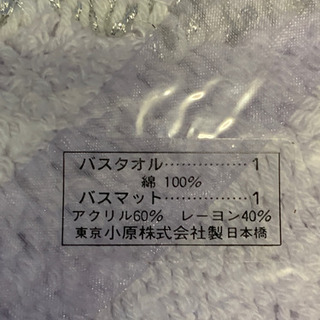 バスタオル……………1
綿 100%
バスマット……………1
アクリル60% レーヨン40%
東京小原株式会社製日本橋